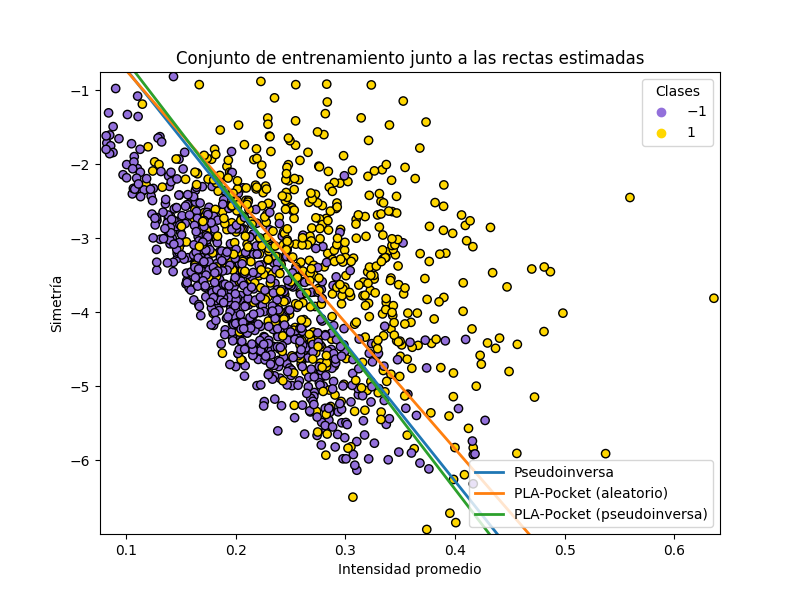 Conjunto de entrenamiento junto a las rectas estimadas
Clases
−1
1
−1
−2
−3
−4
−5
−6
Simetría
0.1 0.2 0.3 0.4 0.5 0.6
Intensidad promedio
Pseudoinversa
PLA-Pocket (aleatorio)
PLA-Pocket (pseudoinversa)